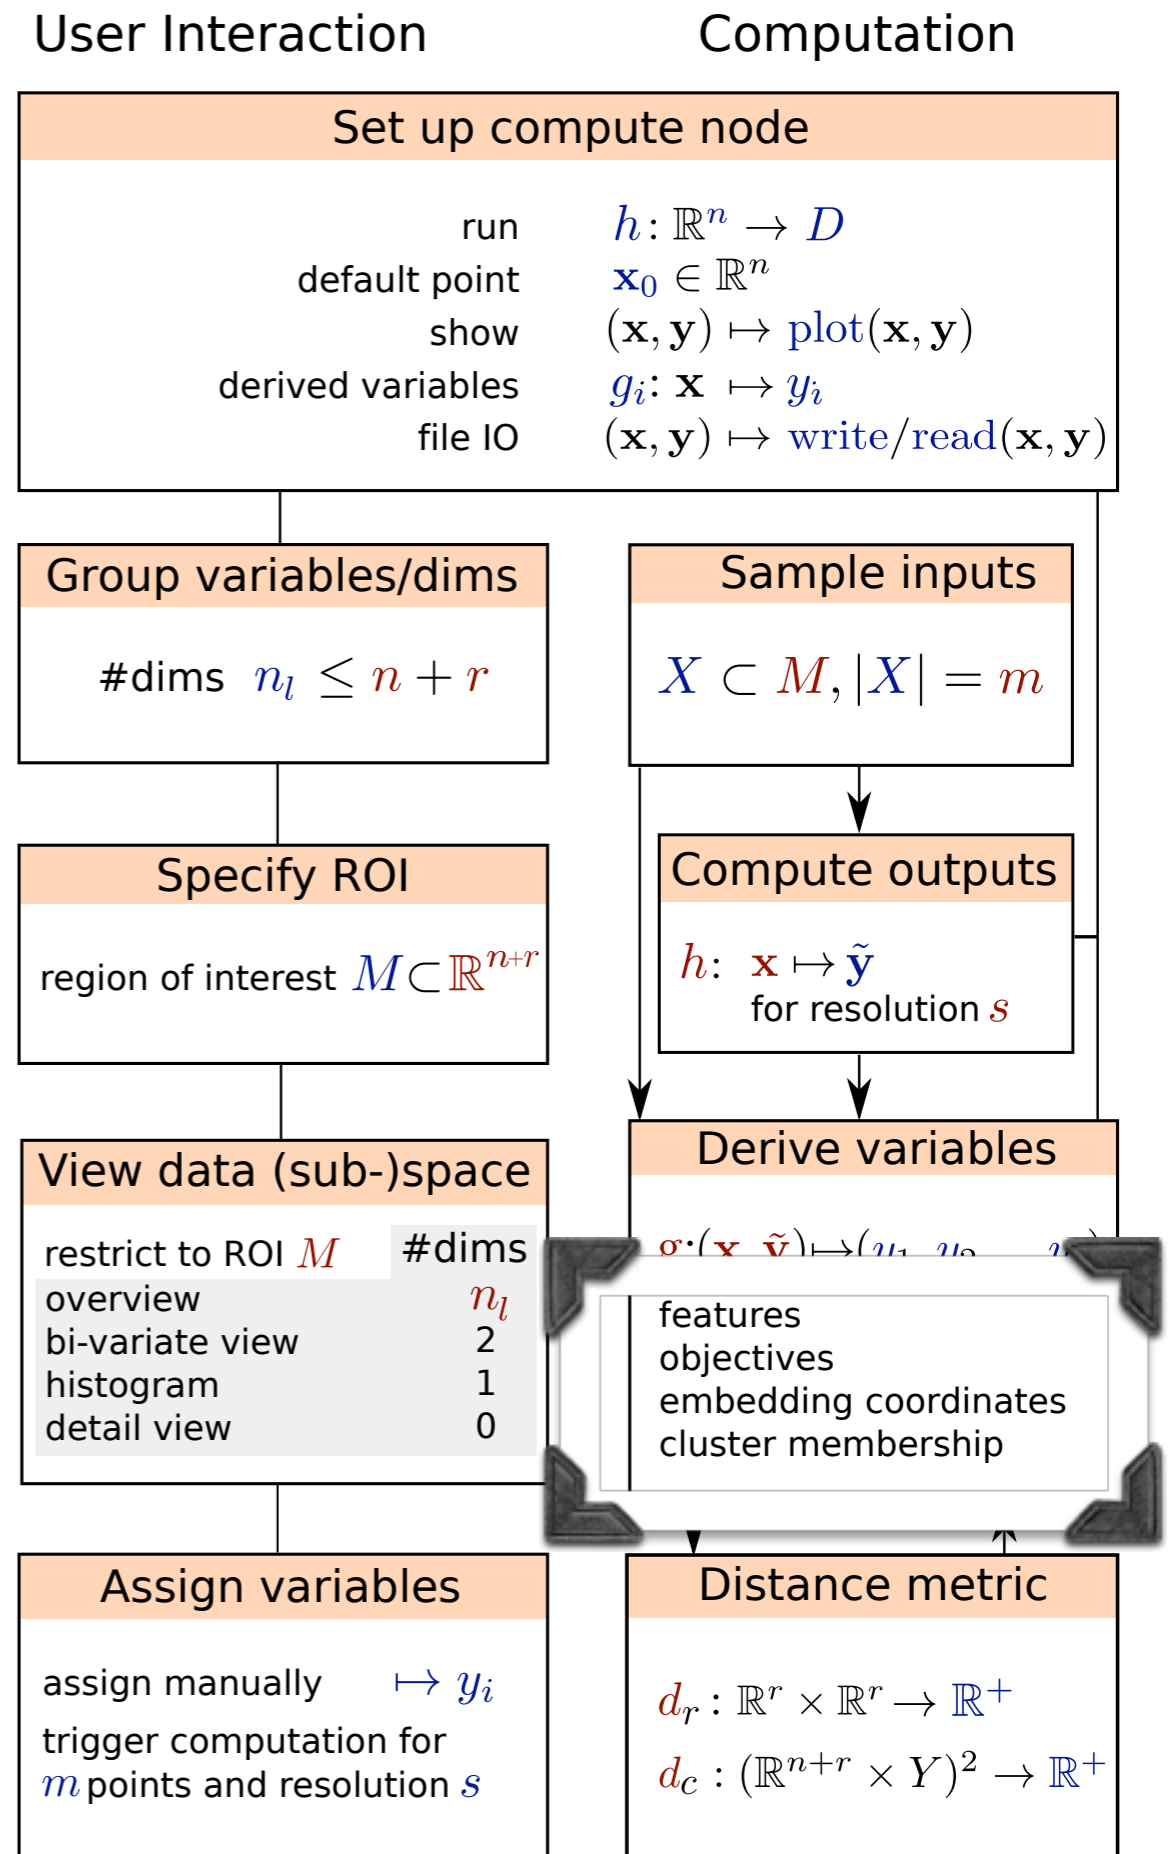 User Interaction
Computation
Set up compute node
run h: ℝⁿ → D
default point x₀ ∈ ℝⁿ
show (x, y) ↦ plot(x, y)
derived variables gᵢ: x ↦ yᵢ
file IO (x, y) ↦ write/read(x, y)
Group variables/dims
#dims nₗ ≤ n + r
Specify ROI
region of interest M ⊂ ℝⁿ⁺ʳ
View data (sub-)space
restrict to ROI M #dims
overview nₗ
bi-variate view 2
histogram 1
detail view 0
Assign variables
assign manually ↦ yᵢ
trigger computation for
m points and resolution s
Sample inputs
X ⊂ M, |X| = m
Compute outputs
h: x ↦ ỹ
for resolution s
Derive variables
g:(x, ỹ)↦(y₁, y₂
features
objectives
embedding coordinates
cluster membership
Distance metric
d_r : ℝʳ × ℝʳ → ℝ⁺
d_c : (ℝⁿ⁺ʳ × Y)² → ℝ⁺